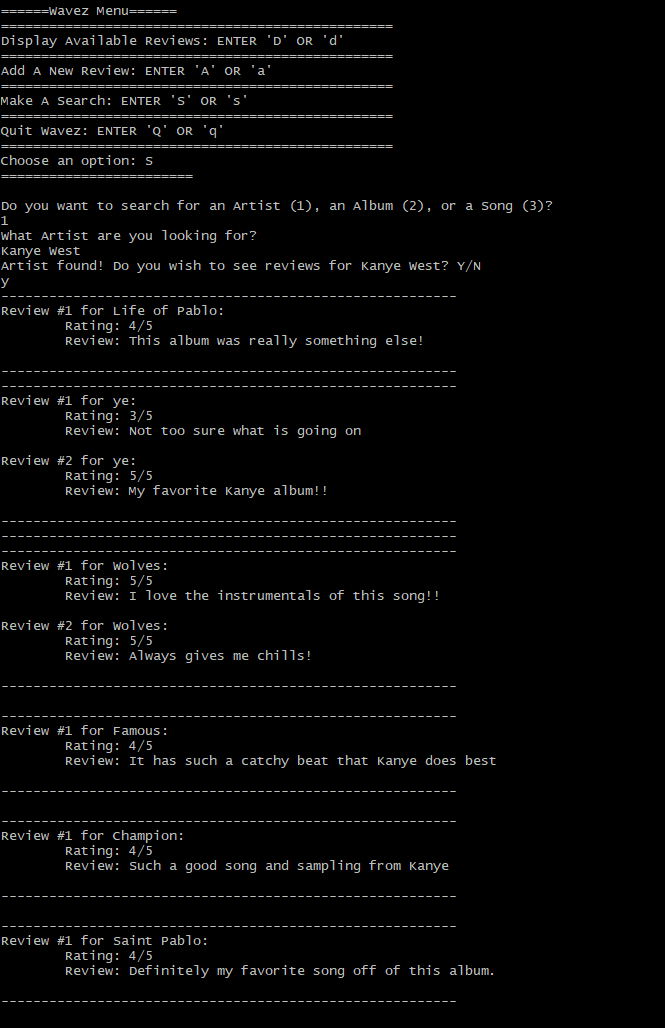 ======Wavez Menu======
=================================================
Display Available Reviews: ENTER 'D' OR 'd'
=================================================
Add A New Review: ENTER 'A' OR 'a'
=================================================
Make A Search: ENTER 'S' OR 's'
=================================================
Quit Wavez: ENTER 'Q' OR 'q'
=================================================
Choose an option: S
========================

Do you want to search for an Artist (1), an Album (2), or a Song (3)?
1
What Artist are you looking for?
Kanye West
Artist found! Do you wish to see reviews for Kanye West? Y/N
y
---------------------------------------------------------
Review #1 for Life of Pablo:
        Rating: 4/5
        Review: This album was really something else!

---------------------------------------------------------
---------------------------------------------------------
Review #1 for ye:
        Rating: 3/5
        Review: Not too sure what is going on

Review #2 for ye:
        Rating: 5/5
        Review: My favorite Kanye album!!

---------------------------------------------------------
---------------------------------------------------------
---------------------------------------------------------
Review #1 for Wolves:
        Rating: 5/5
        Review: I love the instrumentals of this song!!

Review #2 for Wolves:
        Rating: 5/5
        Review: Always gives me chills!

---------------------------------------------------------

---------------------------------------------------------
Review #1 for Famous:
        Rating: 4/5
        Review: It has such a catchy beat that Kanye does best

---------------------------------------------------------

---------------------------------------------------------
Review #1 for Champion:
        Rating: 4/5
        Review: Such a good song and sampling from Kanye

---------------------------------------------------------

---------------------------------------------------------
Review #1 for Saint Pablo:
        Rating: 4/5
        Review: Definitely my favorite song off of this album.

---------------------------------------------------------